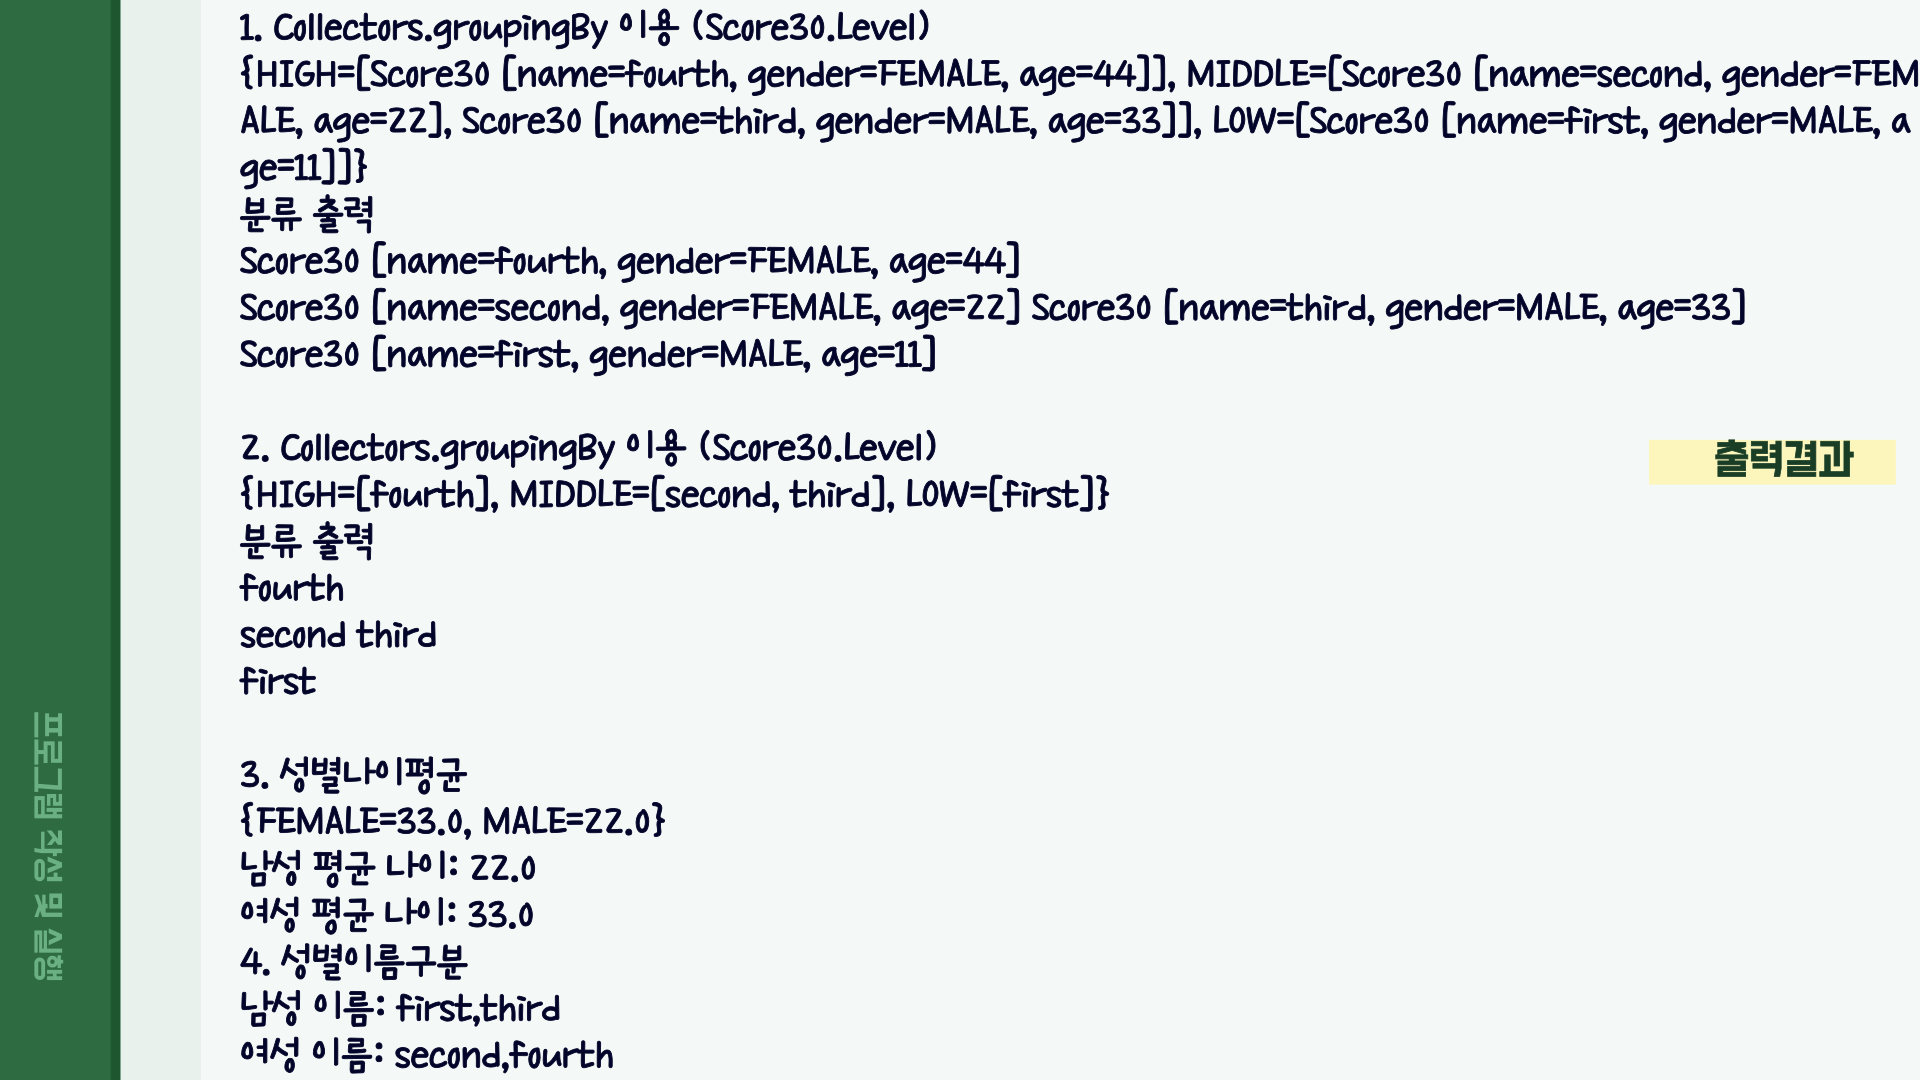 1. Collectors.groupingBy 이용 (Score30.Level)
{HIGH=[Score30 [name=fourth, gender=FEMALE, age=44]], MIDDLE=[Score30 [name=second, gender=FEM
ALE, age=22], Score30 [name=third, gender=MALE, age=33]], LOW=[Score30 [name=first, gender=MALE, a
ge=11]]}
분류 출력
Score30 [name=fourth, gender=FEMALE, age=44]
Score30 [name=second, gender=FEMALE, age=22] Score30 [name=third, gender=MALE, age=33]
Score30 [name=first, gender=MALE, age=11]
2. Collectors.groupingBy 이용 (Score30.Level)
{HIGH=[fourth], MIDDLE=[second, third], LOW=[first]}
분류 출력
fourth
second third
first
3. 성별나이평균
{FEMALE=33.0, MALE=22.0}
남성 평균 나이: 22.0
여성 평균 나이: 33.0
4. 성별이름구분
남성 이름: first,third
여성 이름: second,fourth
출력결과
프로그램 작성 및 실행